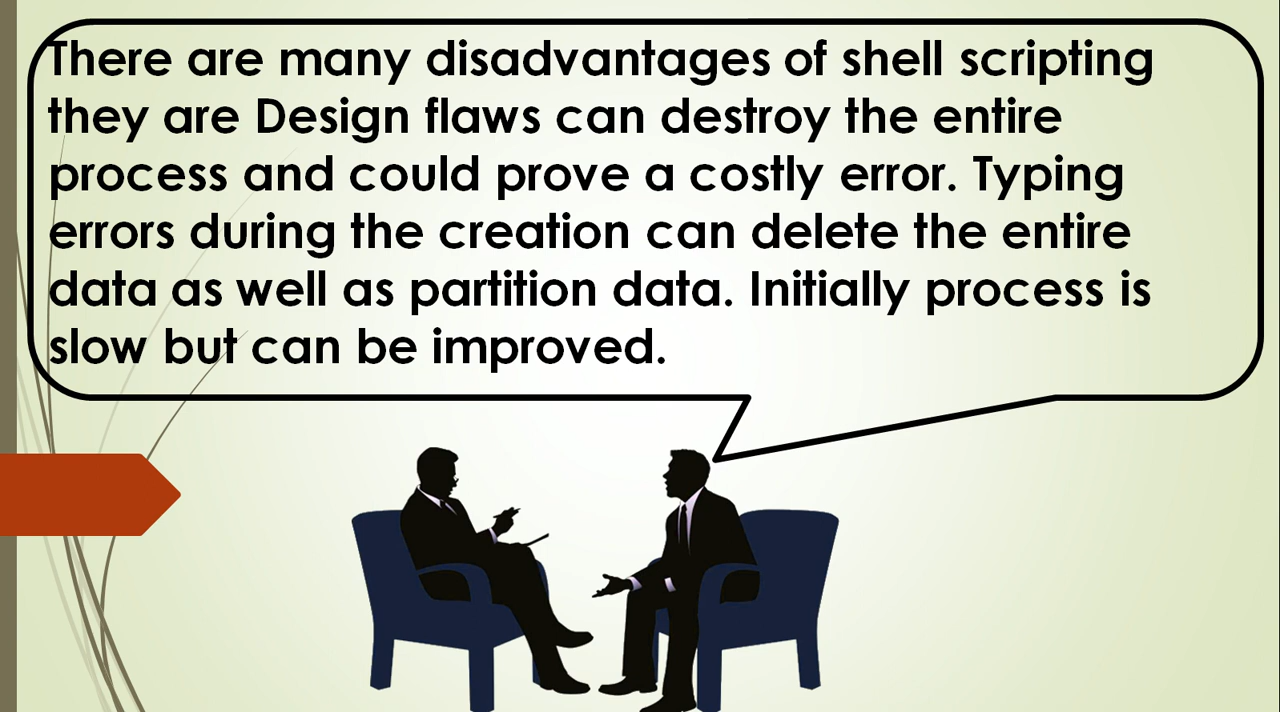 There are many disadvantages of shell scripting
they are Design flaws can destroy the entire
process and could prove a costly error. Typing
errors during the creation can delete the entire
data as well as partition data. Initially process is
slow but can be improved.